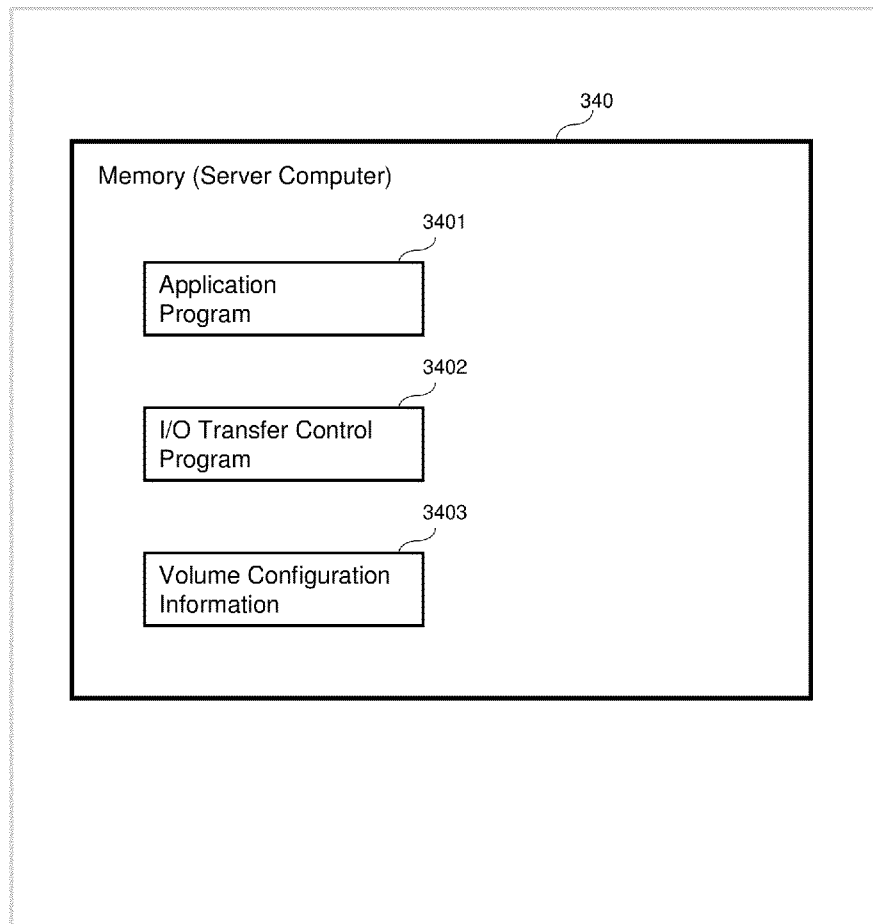 340
Memory (Server Computer)
3401
Application
Program
3402
I/O Transfer Control
Program
3403
Volume Configuration
Information